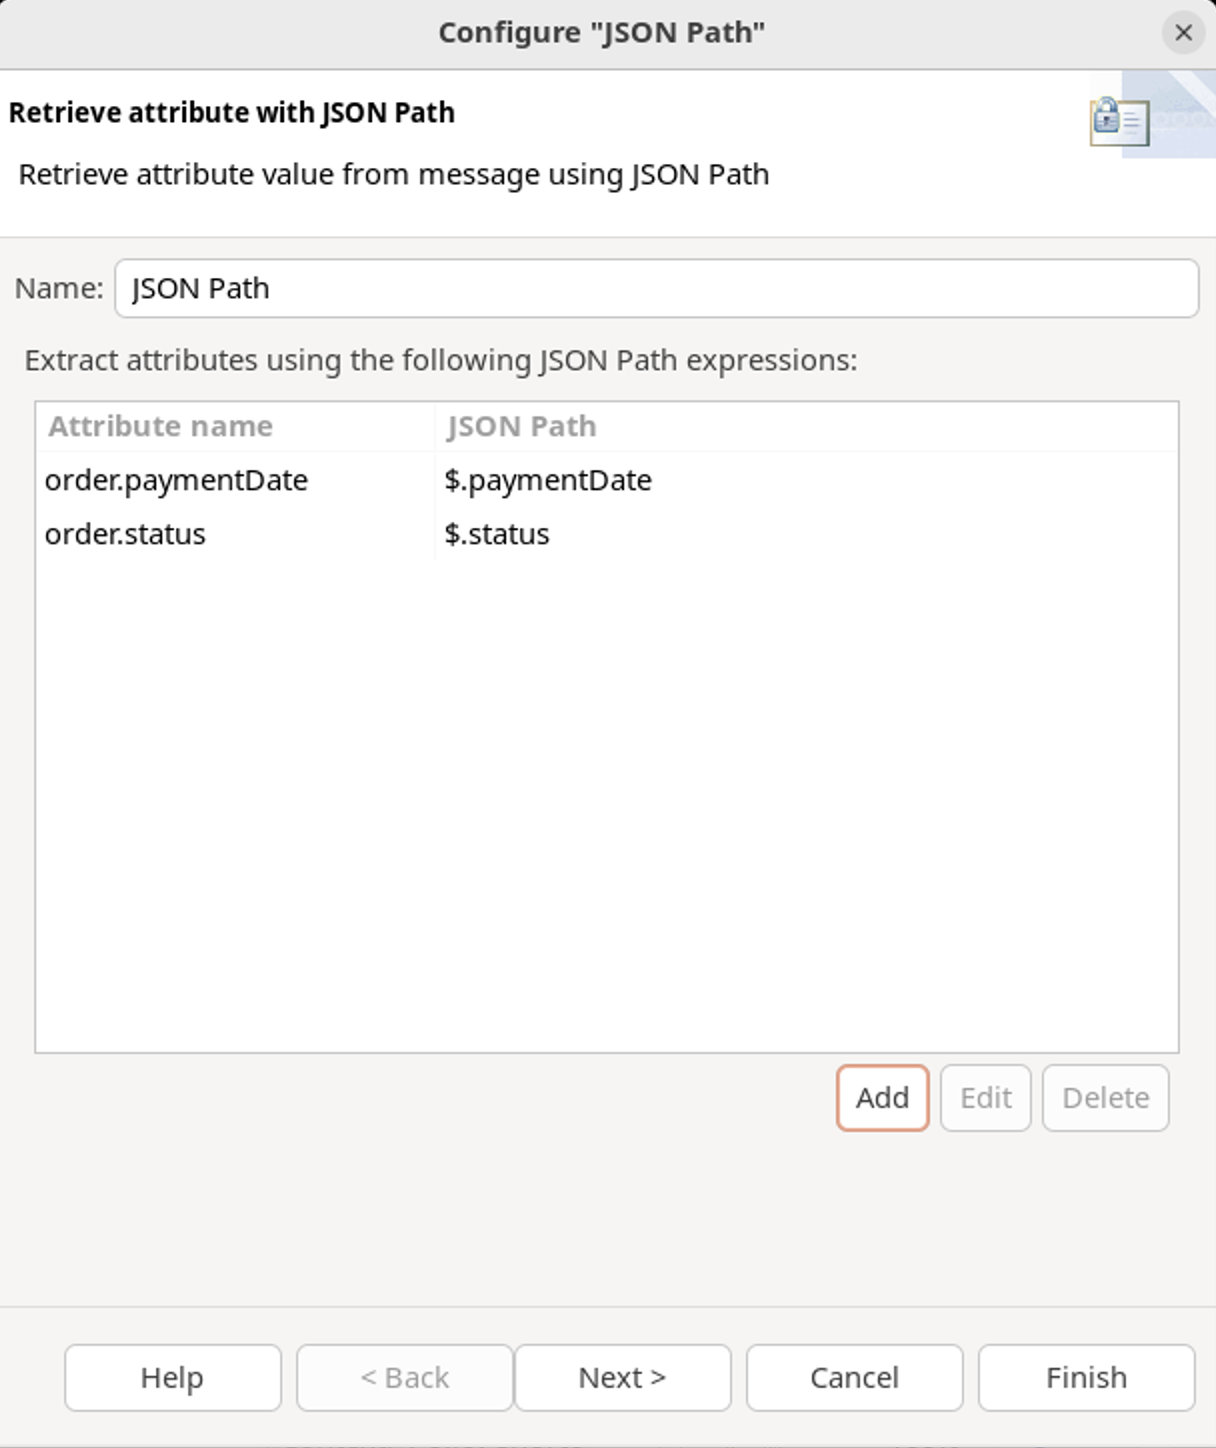 Configure "JSON Path"
Retrieve attribute with JSON Path
Retrieve attribute value from message using JSON Path
Name: JSON Path
Extract attributes using the following JSON Path expressions:
Attribute name JSON Path
order.paymentDate $.paymentDate
order.status $.status
Add Edit Delete
Help < Back Next > Cancel Finish